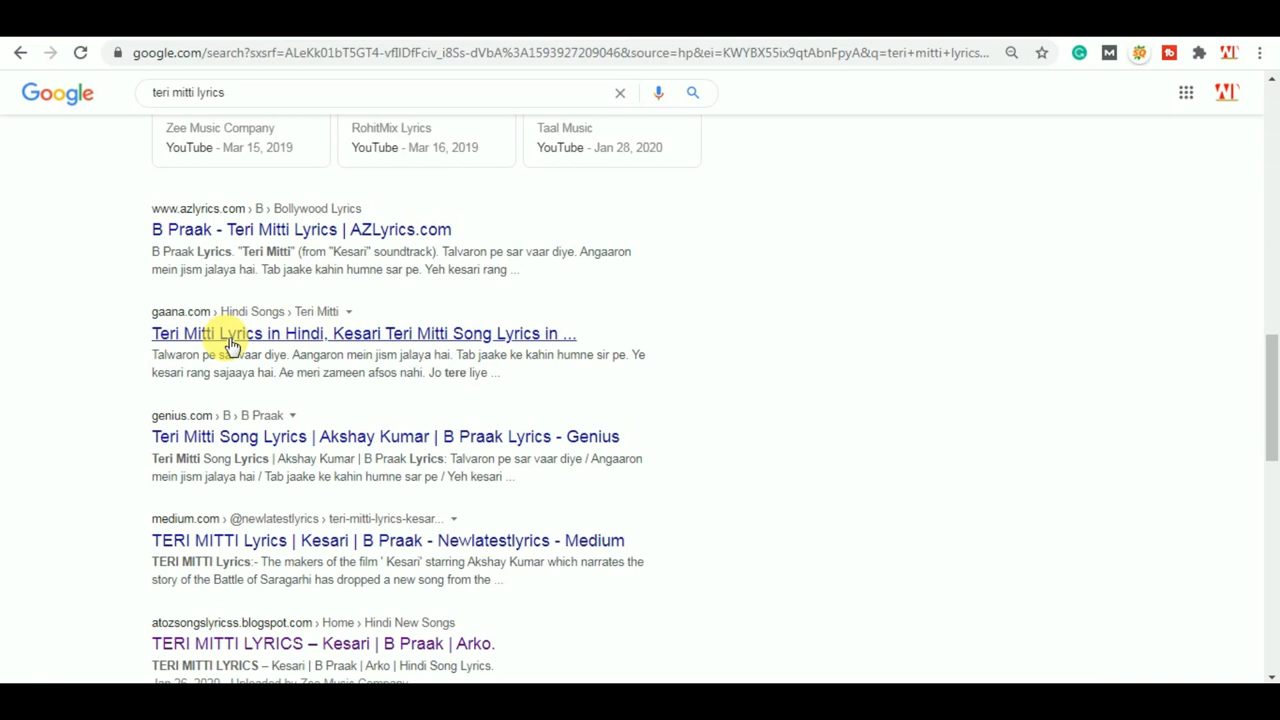 google.com/search?sxsrf=ALeKk01bT5GT4-vflIDfFciv_i8Ss-dVbA%3A1593927209046&source=hp&ei=KWYBX55ix9qtAbnFpyA&q=teri+mitti+lyrics...
Google
teri mitti lyrics
Zee Music Company
YouTube - Mar 15, 2019
RohitMix Lyrics
YouTube - Mar 16, 2019
Taal Music
YouTube - Jan 28, 2020
www.azlyrics.com › B › Bollywood Lyrics
B Praak - Teri Mitti Lyrics | AZLyrics.com
B Praak Lyrics. "Teri Mitti" (from "Kesari" soundtrack). Talvaron pe sar vaar diye. Angaaron
mein jism jalaya hai. Tab jaake kahin humne sar pe. Yeh kesari rang ...
gaana.com › Hindi Songs › Teri Mitti
Teri Mitti Lyrics in Hindi, Kesari Teri Mitti Song Lyrics in ...
Talwaron pe sar vaar diye. Aangaron mein jism jalaya hai. Tab jaake ke kahin humne sir pe. Ye
kesari rang sajaaya hai. Ae meri zameen afsos nahi. Jo tere liye ...
genius.com › B › B Praak
Teri Mitti Song Lyrics | Akshay Kumar | B Praak Lyrics - Genius
Teri Mitti Song Lyrics | Akshay Kumar | B Praak Lyrics: Talvaron pe sar vaar diye / Angaaron
mein jism jalaya hai / Tab jaake ke kahin humne sar pe / Yeh kesari ...
medium.com › @newlatestlyrics › teri-mitti-lyrics-kesar...
TERI MITTI Lyrics | Kesari | B Praak - Newlatestlyrics - Medium
TERI MITTI Lyrics:- The makers of the film ' Kesari' starring Akshay Kumar which narrates the
story of the Battle of Saragarhi has dropped a new song from the ...
atozsongslyricss.blogspot.com › Home › Hindi New Songs
TERI MITTI LYRICS – Kesari | B Praak | Arko.
TERI MITTI LYRICS – Kesari | B Praak | Arko | Hindi Song Lyrics.
Jan 26, 2020 - Uploaded by Zee Music Company